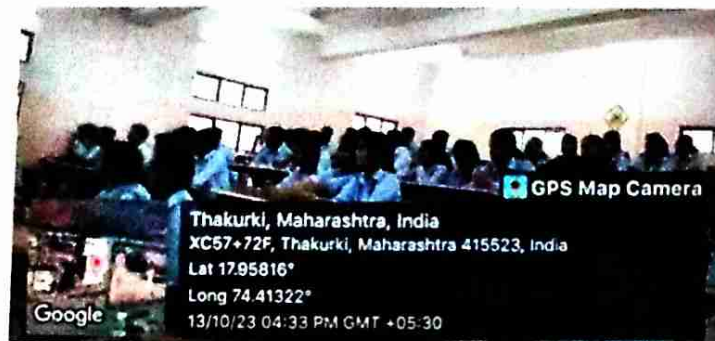 GPS Map Camera
Thakurki, Maharashtra, India
XC57+72F, Thakurki, Maharashtra 415523, India
Lat 17.95816°
Long 74.41322°
13/10/23 04:33 PM GMT +05:30
Google